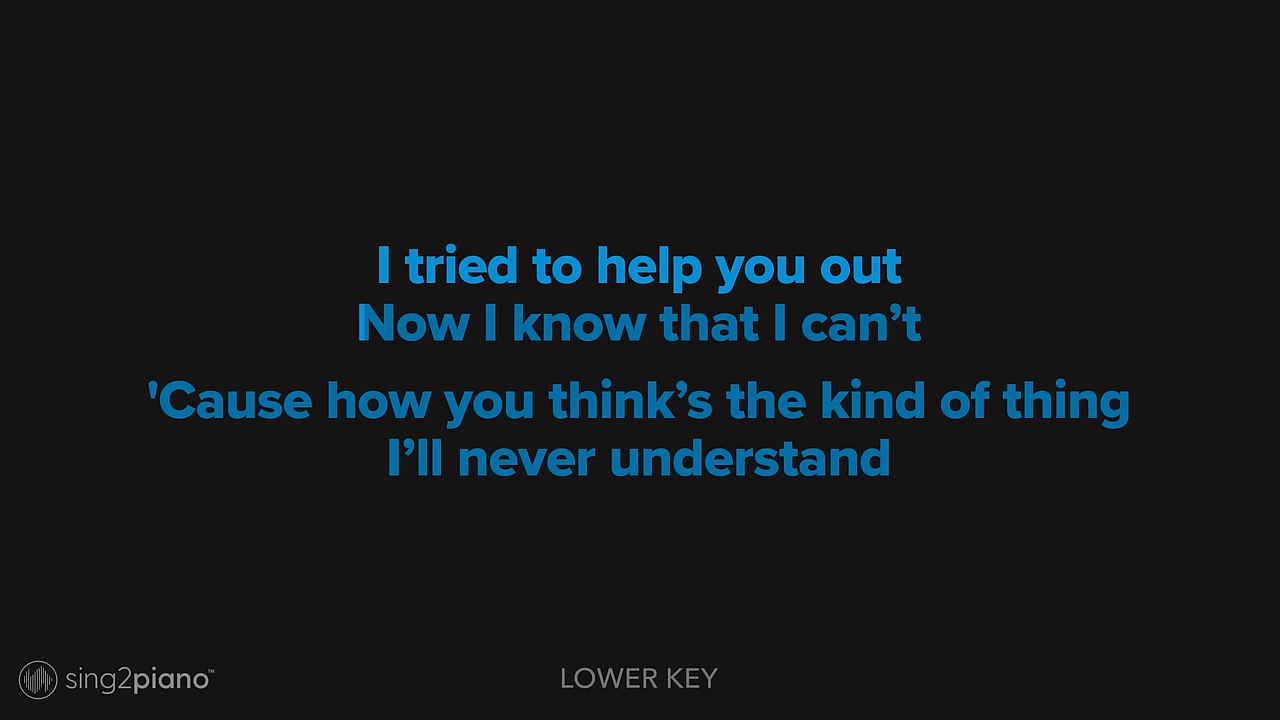 I tried to help you out
Now I know that I can’t
'Cause how you think’s the kind of thing
I’ll never understand
sing2piano™
LOWER KEY